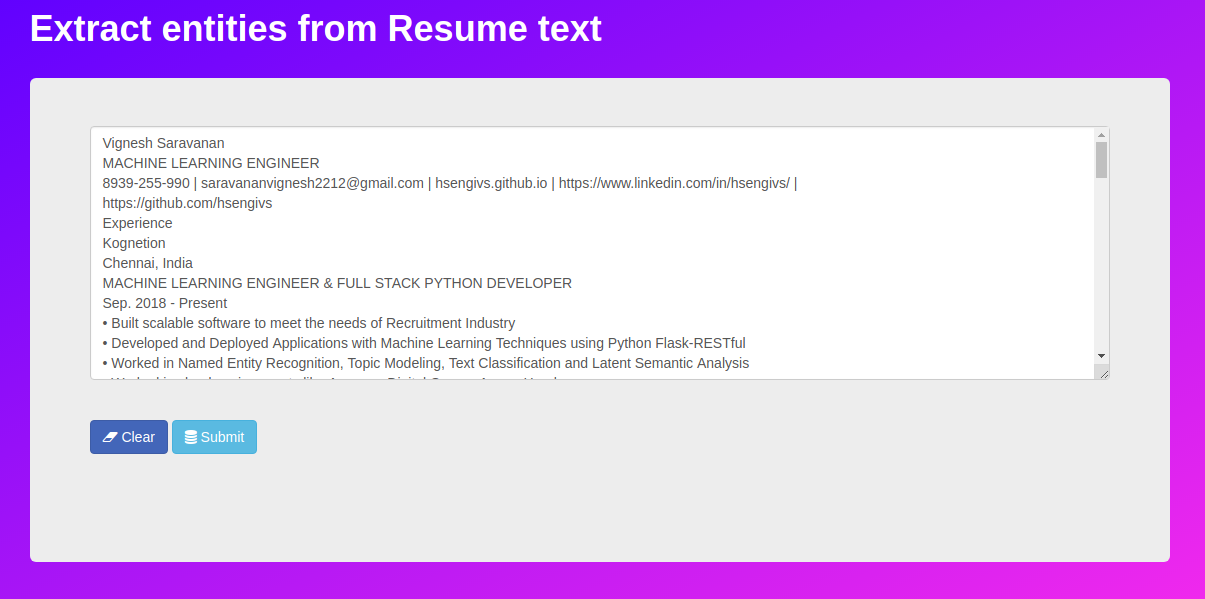 Extract entities from Resume text
Vignesh Saravanan
MACHINE LEARNING ENGINEER
8939-255-990 | saravananvignesh2212@gmail.com | hsengivs.github.io | https://www.linkedin.com/in/hsengivs/ |
https://github.com/hsengivs
Experience
Kognetion
Chennai, India
MACHINE LEARNING ENGINEER & FULL STACK PYTHON DEVELOPER
Sep. 2018 - Present
• Built scalable software to meet the needs of Recruitment Industry
• Developed and Deployed Applications with Machine Learning Techniques using Python Flask-RESTful
• Worked in Named Entity Recognition, Topic Modeling, Text Classification and Latent Semantic Analysis
Clear
Submit